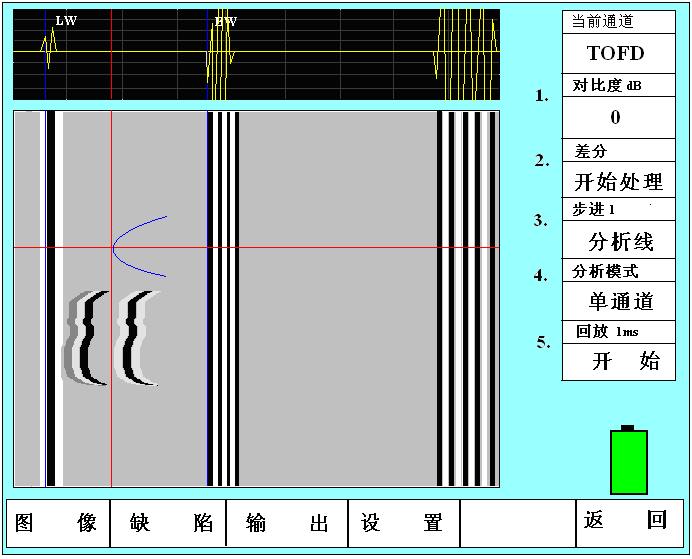 LW
BW
当前通道
TOFD
1.
对比度 dB
0
2.
差分
开始处理
3.
步进 1
分析线
4.
分析模式
单通道
5.
回放 1ms
开 始
图 像
缺 陷
输 出
设 置
返 回